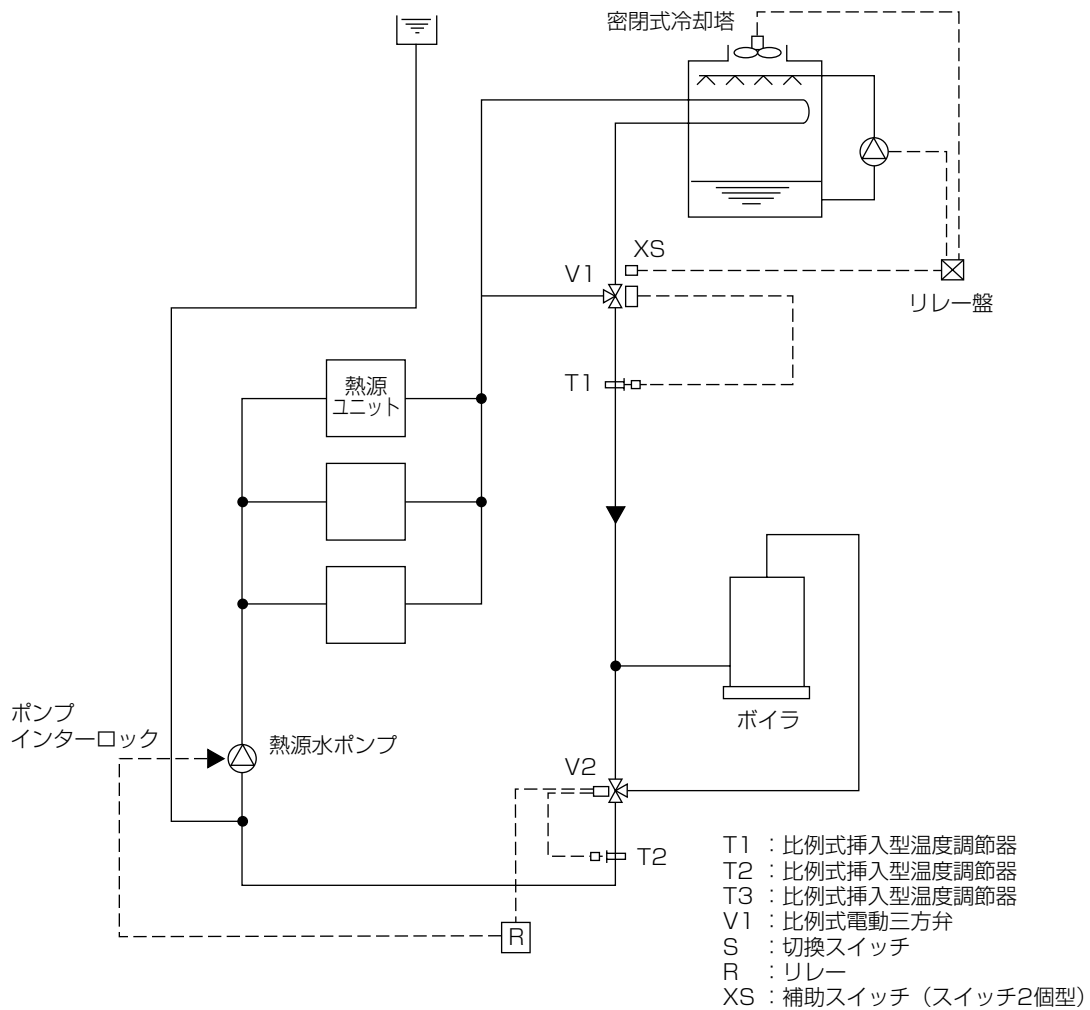 密閉式冷却塔
XS
V1
リレー盤
T1
熱源
ユニット
ボイラ
ポンプ
インターロック
熱源水ポンプ
V2
T2
R
T1 ：比例式挿入型温度調節器
T2 ：比例式挿入型温度調節器
T3 ：比例式挿入型温度調節器
V1 ：比例式電動三方弁
S ：切換スイッチ
R ：リレー
XS ：補助スイッチ（スイッチ2個型）